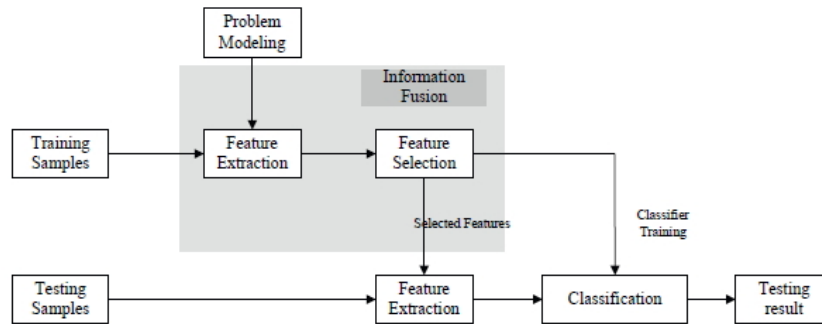 Problem
Modeling
Information
Fusion
Training
Samples
Feature
Extraction
Feature
Selection
Selected Features
Classifier
Training
Testing
Samples
Feature
Extraction
Classification
Testing
result